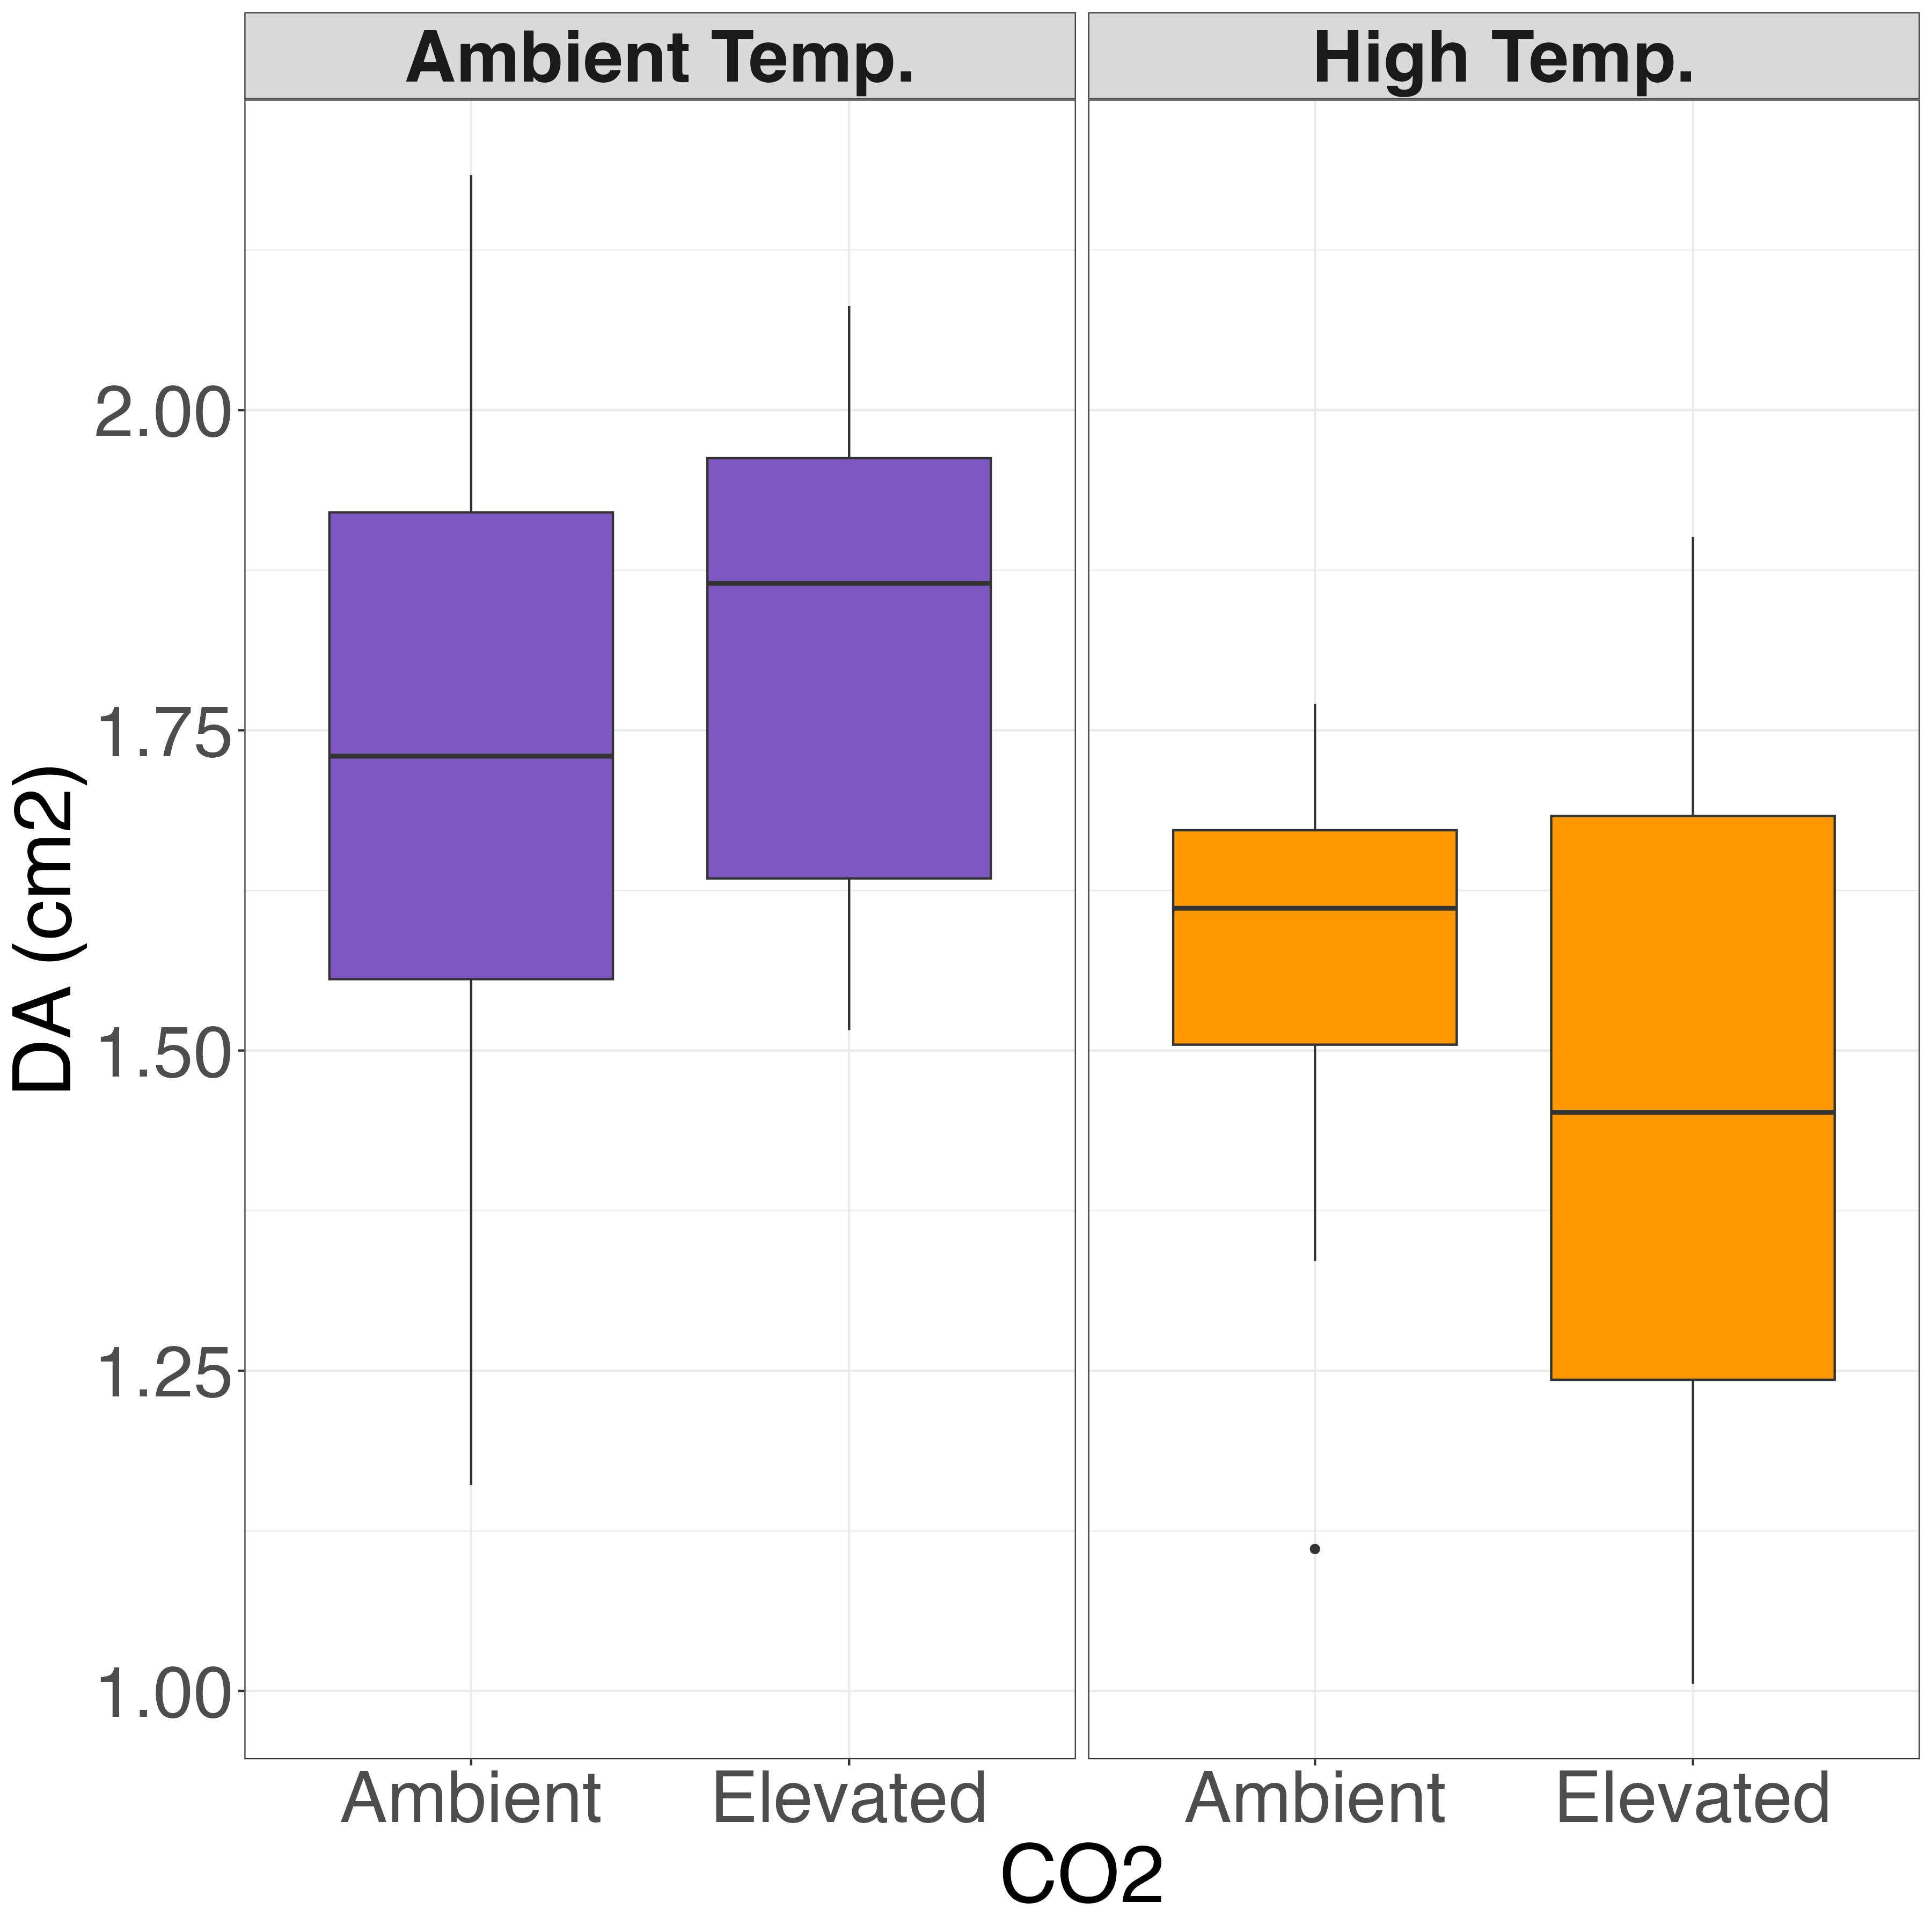 Ambient Temp.
High Temp.
DA (cm2)
2.00
1.75
1.50
1.25
1.00
Ambient
Elevated
Ambient
Elevated
CO2